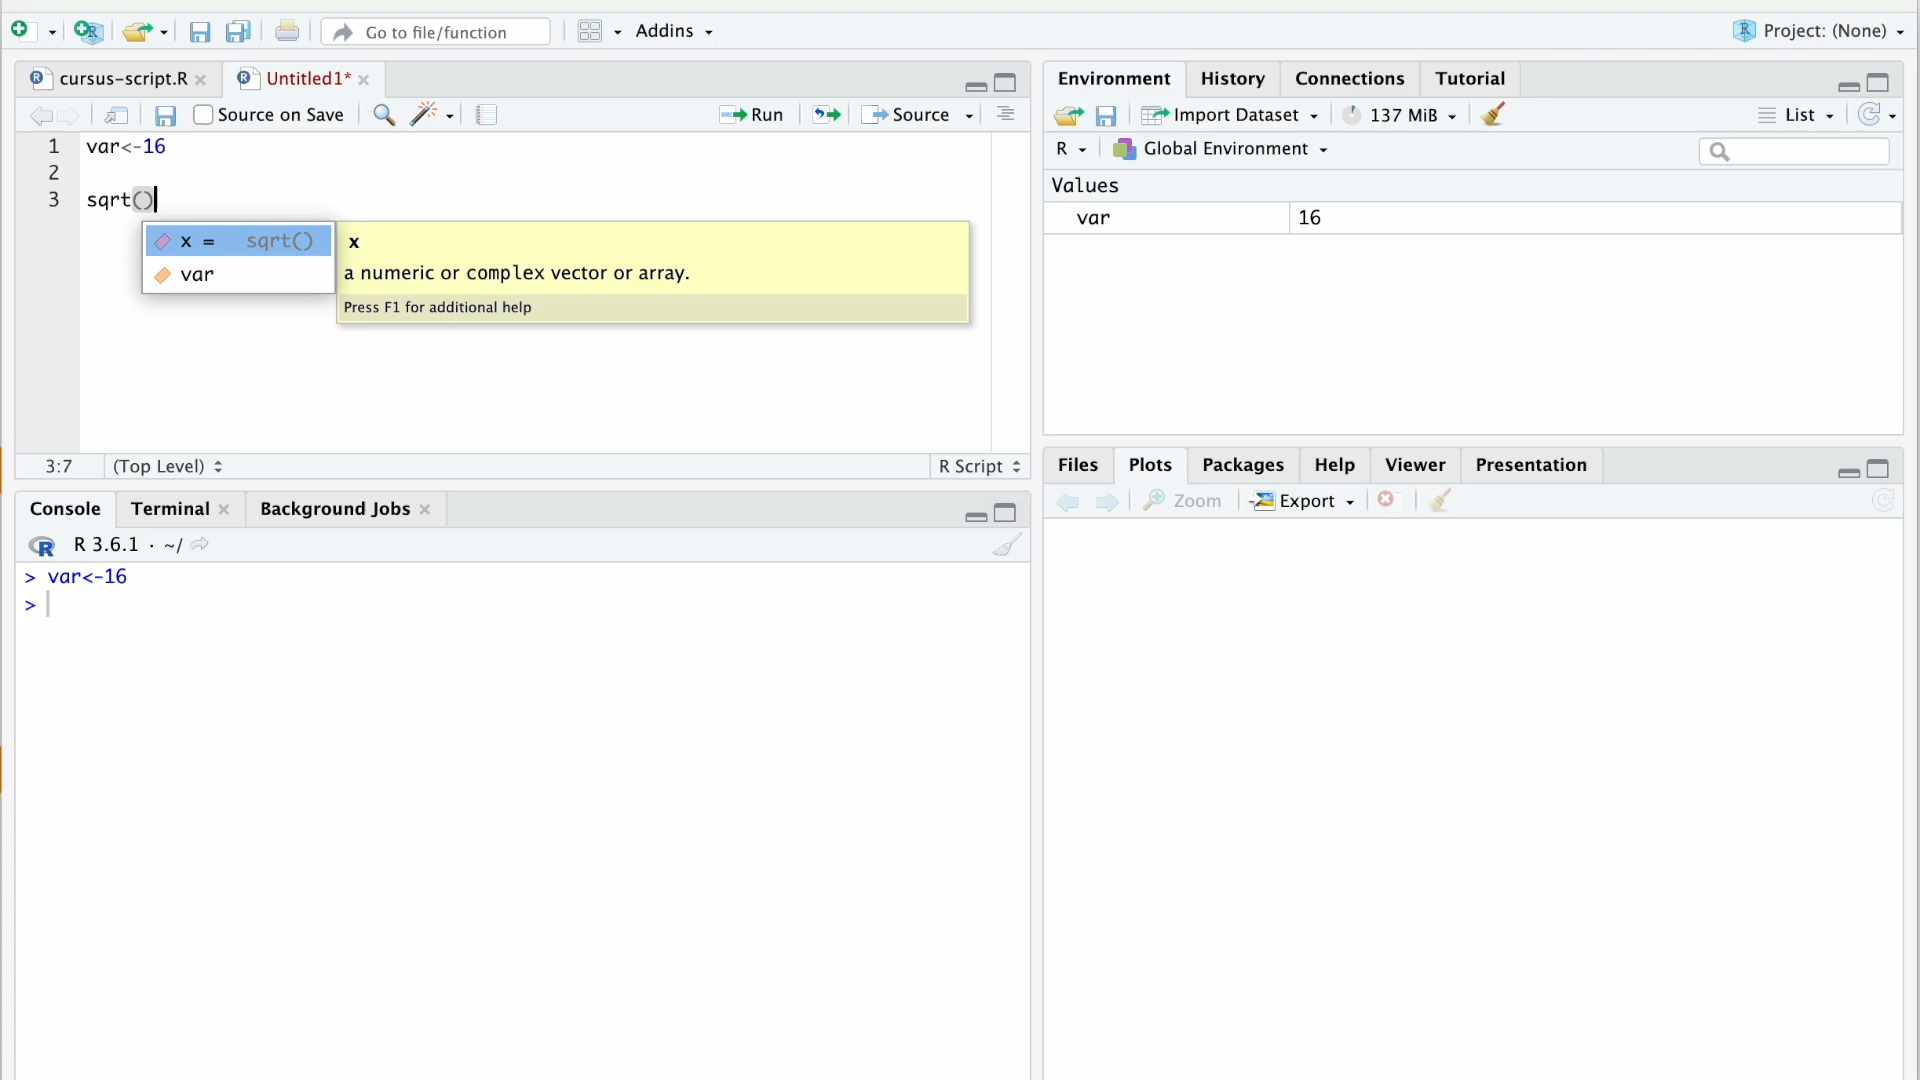 Go to file/function
Addins
Project: (None)
cursus-script.R
Untitled1*
Source on Save
Run
Source
1 var<-16
2
3 sqrt()
x = sqrt()
var
x
a numeric or complex vector or array.
Press F1 for additional help
3:7 (Top Level) R Script
Console Terminal Background Jobs
R 3.6.1 · ~/
> var<-16
>
Environment History Connections Tutorial
Import Dataset 137 MiB List
R Global Environment
Values
var 16
Files Plots Packages Help Viewer Presentation
Zoom Export